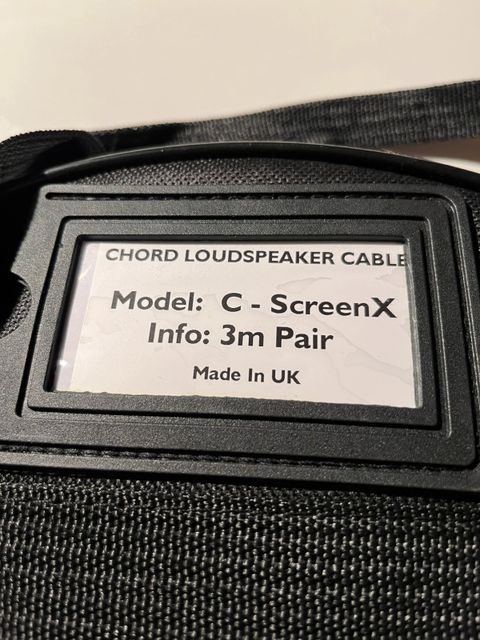 CHORD LOUDSPEAKER CABLE
Model: C - ScreenX
Info: 3m Pair
Made In UK